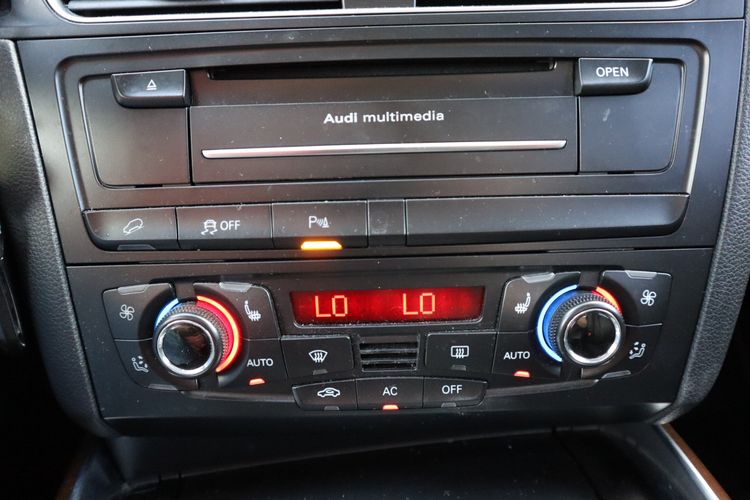 OPEN
Audi multimedia
OFF P
LO LO
AUTO AUTO
AC OFF